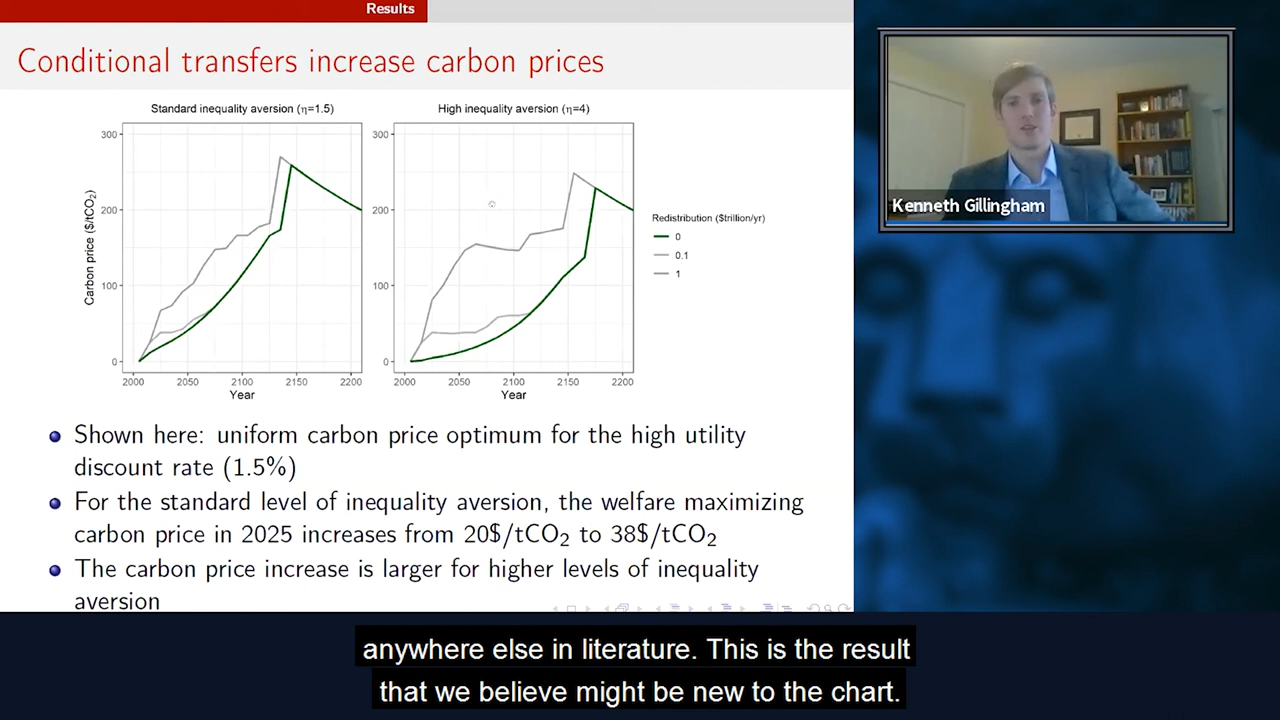 Results
Conditional transfers increase carbon prices
Standard inequality aversion (η=1.5)
High inequality aversion (η=4)
Carbon price ($/tCO2)
300
200
100
0
2000 2050 2100 2150 2200
Year
300
200
100
0
2000 2050 2100 2150 2200
Year
Redistribution ($trillion/yr)
0
0.1
1
Shown here: uniform carbon price optimum for the high utility
discount rate (1.5%)
For the standard level of inequality aversion, the welfare maximizing
carbon price in 2025 increases from 20$/tCO2 to 38$/tCO2
The carbon price increase is larger for higher levels of inequality
aversion
Kenneth Gillingham
anywhere else in literature. This is the result
that we believe might be new to the chart.